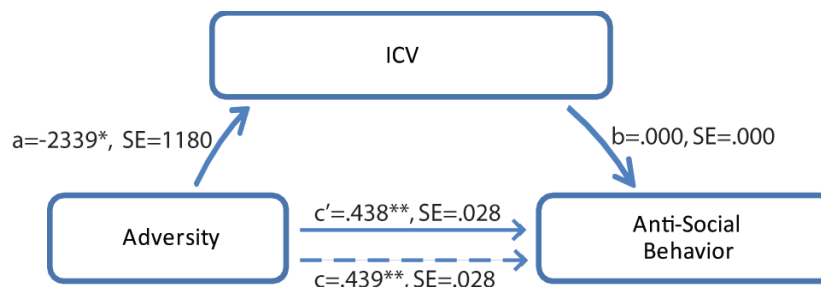 ICV
a=-2339*, SE=1180
b=.000, SE=.000
Adversity
c'=.438**, SE=.028
c=.439**, SE=.028
Anti-Social
Behavior